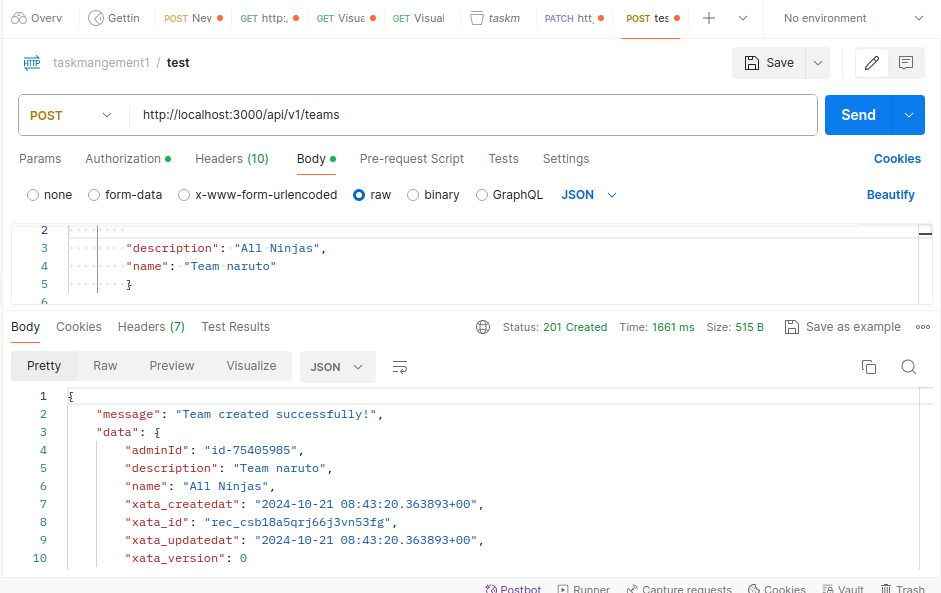 Overvi Gettin POST Nev GET http:, GET Visua GET Visual taskm PATCH htt POST tes No environment
HTTP taskmangement1 / test Save
POST http://localhost:3000/api/v1/teams Send
Params Authorization Headers (10) Body Pre-request Script Tests Settings Cookies
none form-data x-www-form-urlencoded raw binary GraphQL JSON Beautify
2
3 "description": "All Ninjas",
4 "name": "Team naruto"
5 }
6
Body Cookies Headers (7) Test Results Status: 201 Created Time: 1661 ms Size: 515 B Save as example
Pretty Raw Preview Visualize JSON
1 {
2 "message": "Team created successfully!",
3 "data": {
4 "adminId": "id-75405985",
5 "description": "Team naruto",
6 "name": "All Ninjas",
7 "xata_createdat": "2024-10-21 08:43:20.363893+00",
8 "xata_id": "rec_csb18a5qrj66j3vn53fg",
9 "xata_updatedat": "2024-10-21 08:43:20.363893+00",
10 "xata_version": 0
Postbot Runner Capture requests Cookies Vault Trash